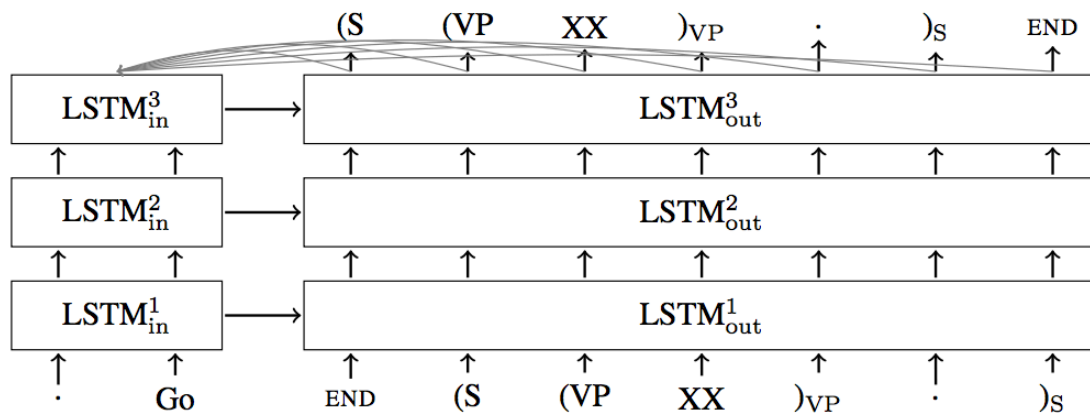 (S (VP XX )VP . )S END
LSTM³in LSTM³out
LSTM²in LSTM²out
LSTM¹in LSTM¹out
. Go END (S (VP XX )VP . )S